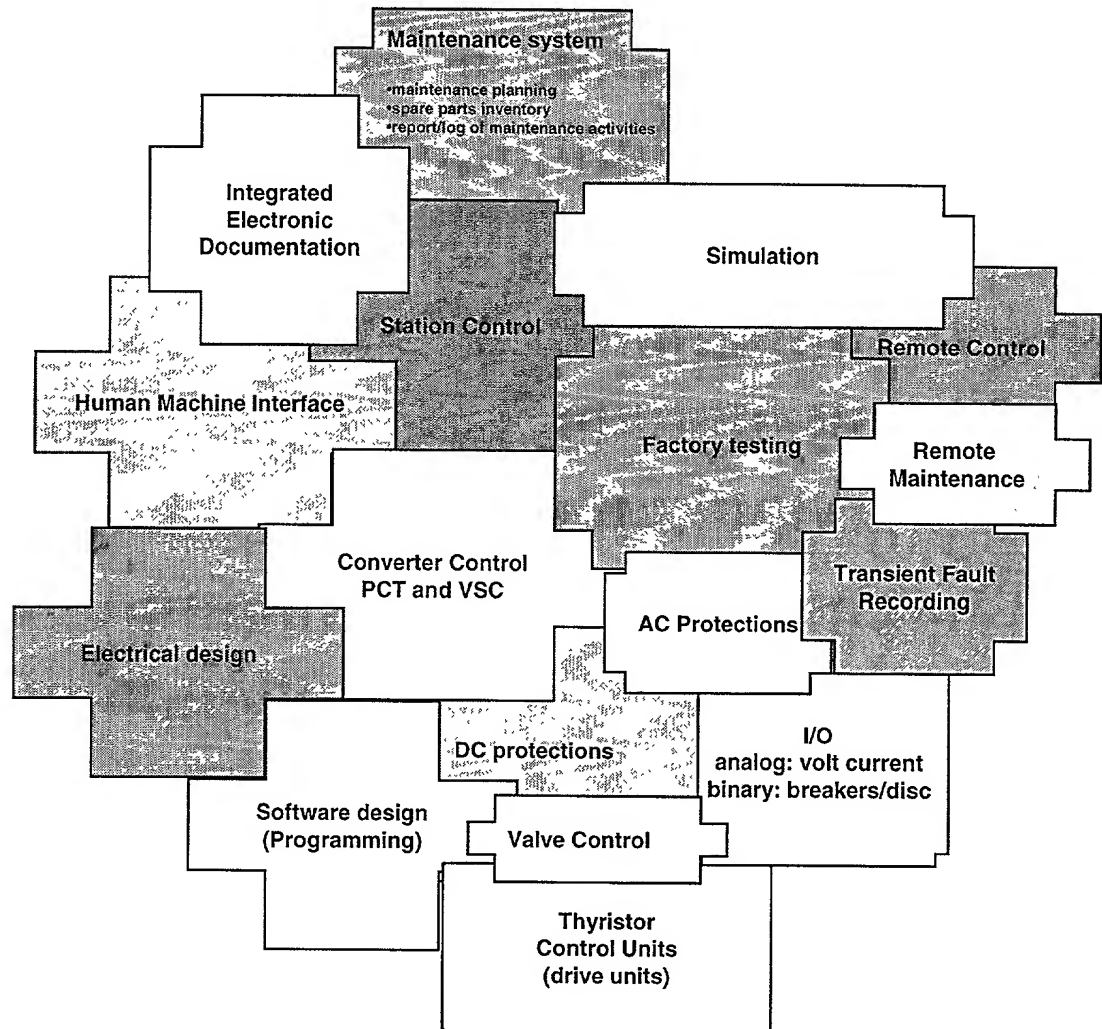 Maintenance system
•maintenance planning
•spare parts inventory
•report/log of maintenance activities
Integrated
Electronic
Documentation
Simulation
Station Control
Remote Control
Human Machine Interface
Factory testing
Remote
Maintenance
Converter Control
PCT and VSC
Transient Fault
Recording
AC Protections
Electrical design
DC protections
I/O
analog: volt current
binary: breakers/disc
Software design
(Programming)
Valve Control
Thyristor
Control Units
(drive units)